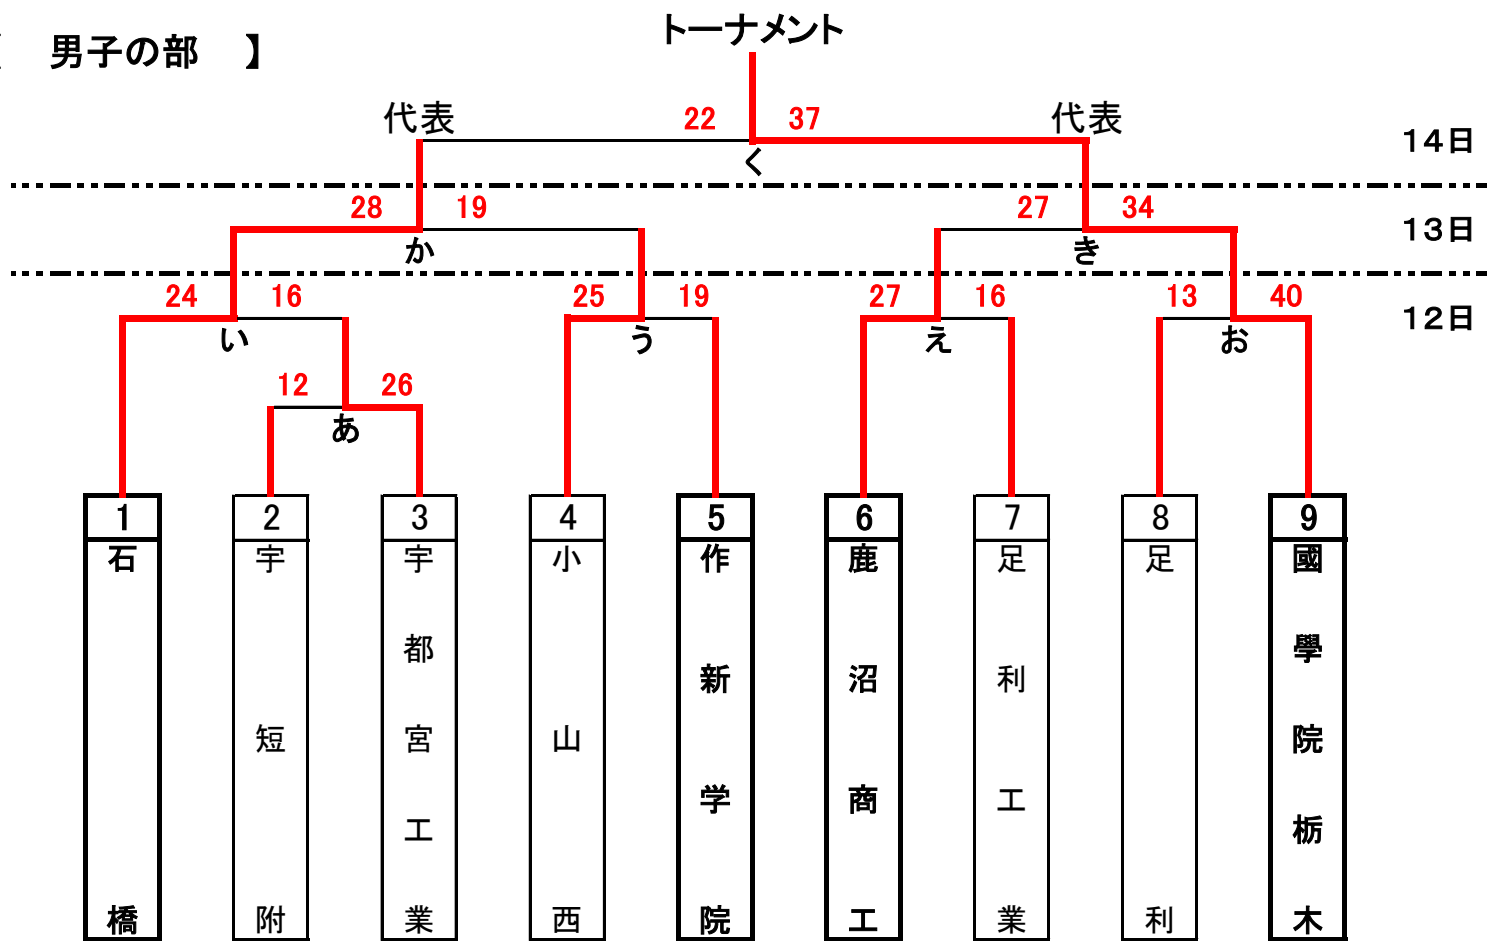 トーナメント
【 男子の部 】
代表 22 37 代表
14日
く
28 19 27 34
13日
か き
24 16 25 19 27 16 13 40
12日
い う え お
12 26
あ
1 2 3 4 5 6 7 8 9
石橋
宇短附
宇都宮工業
小山西
作新学院
鹿沼商工
足利工業
足利
國學院栃木